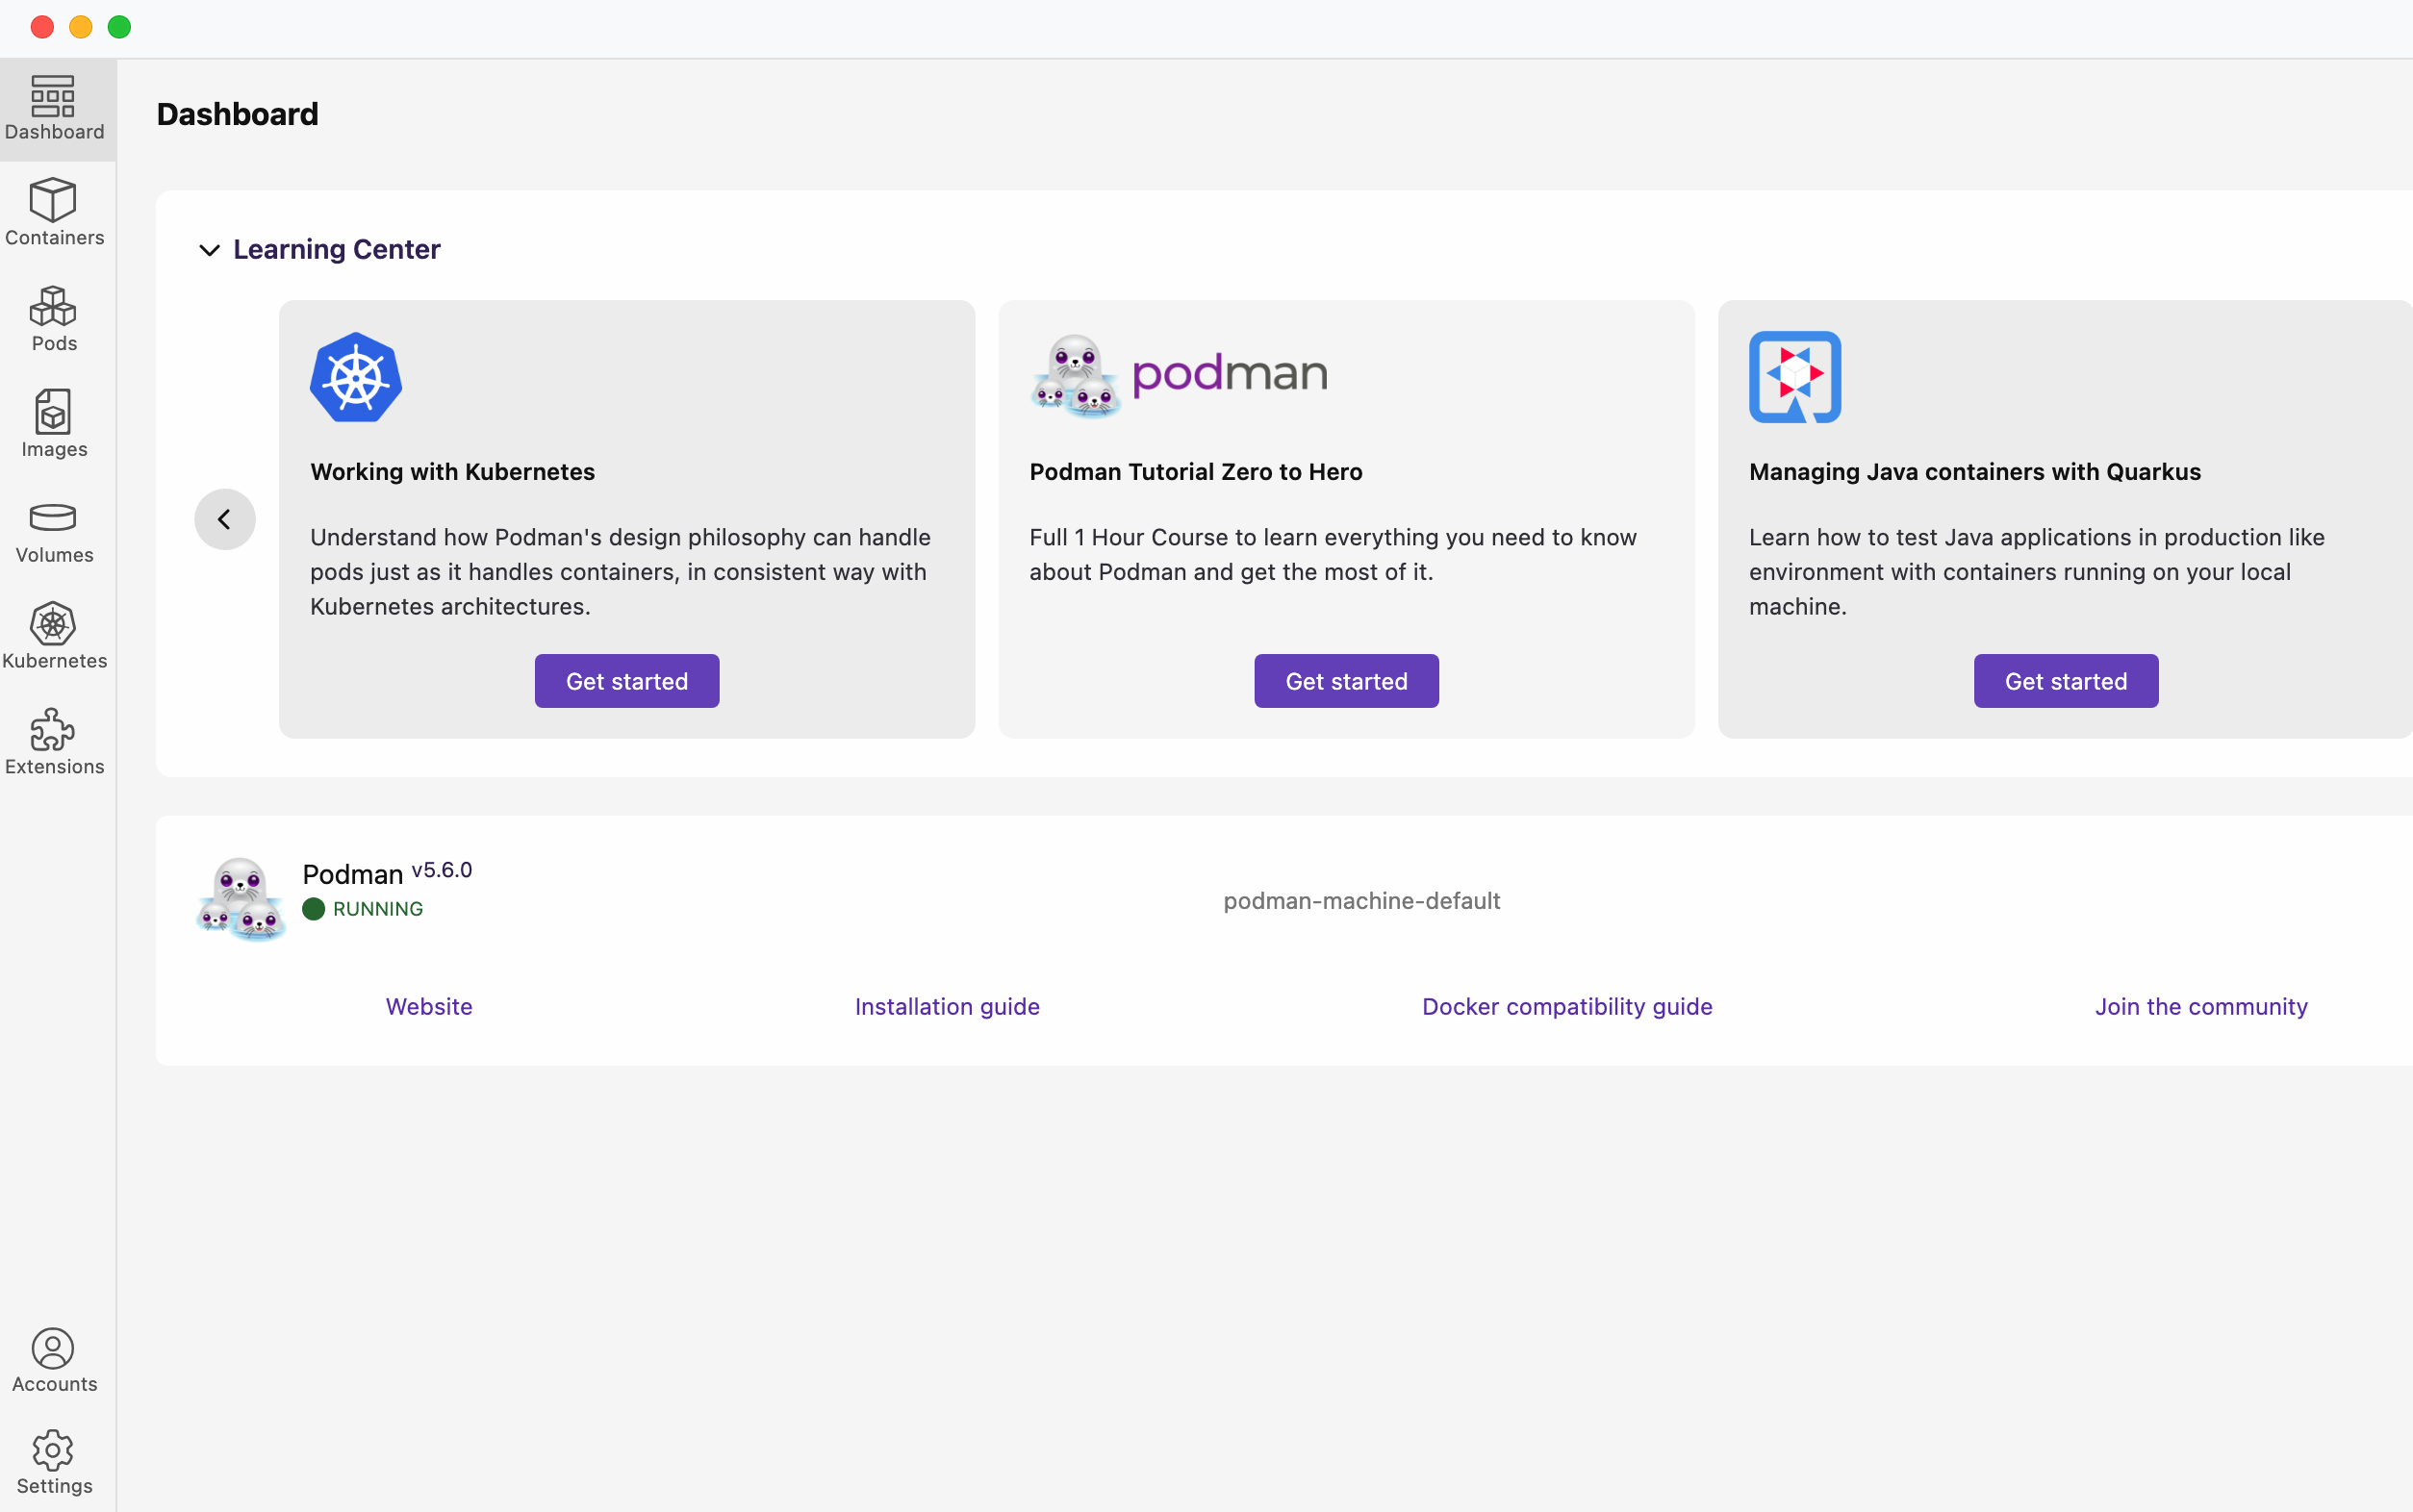 Dashboard
Containers
Pods
Images
Volumes
Kubernetes
Extensions
Accounts
Settings
Dashboard
Learning Center
Working with Kubernetes
Understand how Podman's design philosophy can handle
pods just as it handles containers, in consistent way with
Kubernetes architectures.
Get started
podman
Podman Tutorial Zero to Hero
Full 1 Hour Course to learn everything you need to know
about Podman and get the most of it.
Get started
Managing Java containers with Quarkus
Learn how to test Java applications in production like
environment with containers running on your local
machine.
Get started
Podman v5.6.0
RUNNING
podman-machine-default
Website
Installation guide
Docker compatibility guide
Join the community